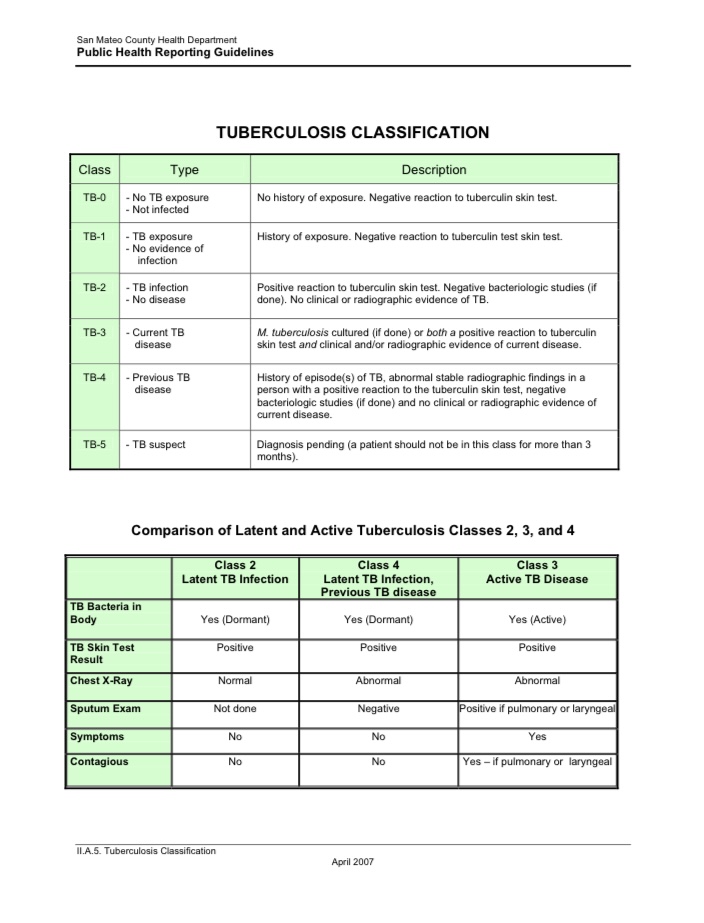 San Mateo County Health Department
Public Health Reporting Guidelines
TUBERCULOSIS CLASSIFICATION
Class Type Description
TB-0 - No TB exposure No history of exposure. Negative reaction to tuberculin skin test.
- Not infected
TB-1 - TB exposure History of exposure. Negative reaction to tuberculin test skin test.
- No evidence of
infection
TB-2 - TB infection Positive reaction to tuberculin skin test. Negative bacteriologic studies (if
- No disease done). No clinical or radiographic evidence of TB.
TB-3 - Current TB M. tuberculosis cultured (if done) or both a positive reaction to tuberculin
disease skin test and clinical and/or radiographic evidence of current disease.
TB-4 - Previous TB History of episode(s) of TB, abnormal stable radiographic findings in a
disease person with a positive reaction to the tuberculin skin test, negative
bacteriologic studies (if done) and no clinical or radiographic evidence of
current disease.
TB-5 - TB suspect Diagnosis pending (a patient should not be in this class for more than 3
months).
Comparison of Latent and Active Tuberculosis Classes 2, 3, and 4
Class 2 Class 4 Class 3
Latent TB Infection Latent TB Infection, Active TB Disease
Previous TB disease
TB Bacteria in
Body Yes (Dormant) Yes (Dormant) Yes (Active)
TB Skin Test Positive Positive Positive
Result
Chest X-Ray Normal Abnormal Abnormal
Sputum Exam Not done Negative Positive if pulmonary or laryngeal
Symptoms No No Yes
Contagious No No Yes – if pulmonary or laryngeal
II.A.5. Tuberculosis Classification
April 2007